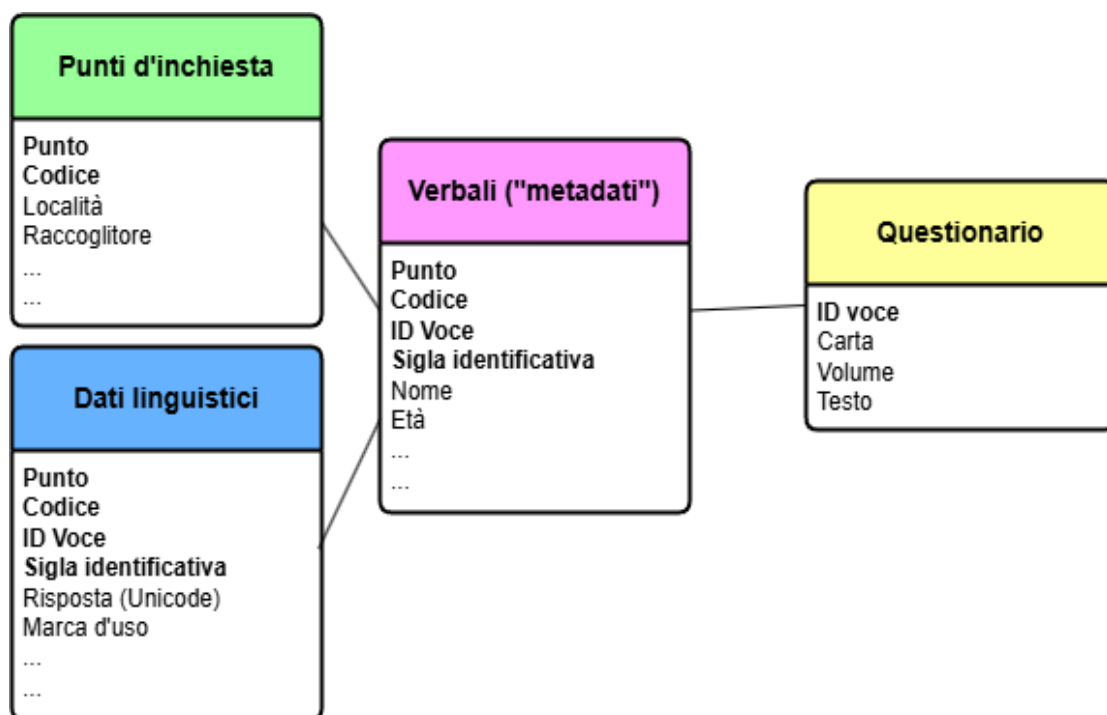 Punti d'inchiesta
Punto
Codice
Località
Raccoglitore
...
...
Dati linguistici
Punto
Codice
ID Voce
Sigla identificativa
Risposta (Unicode)
Marca d'uso
...
...
Verbali ("metadati")
Punto
Codice
ID Voce
Sigla identificativa
Nome
Età
...
...
Questionario
ID voce
Carta
Volume
Testo